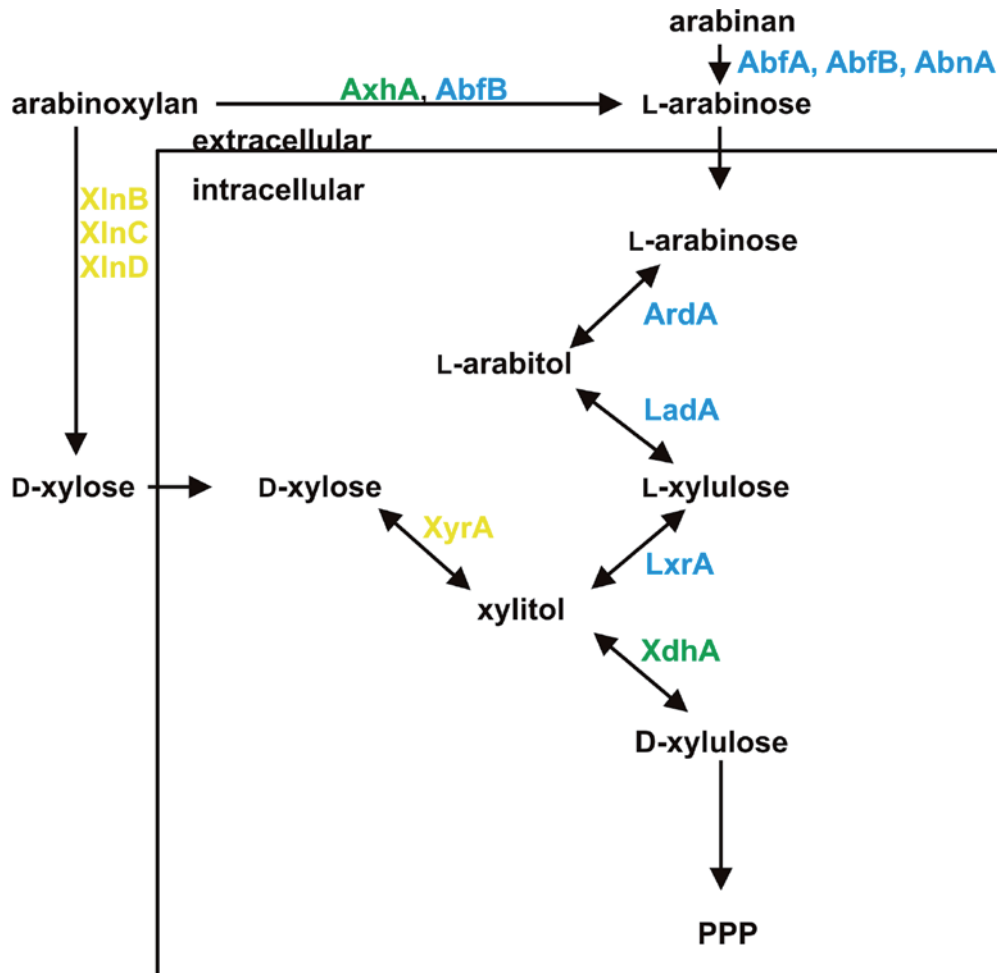 arabinan
AbfA, AbfB, AbnA
AxhA, AbfB
arabinoxylan
L-arabinose
extracellular
intracellular
XlnB
XlnC
XlnD
L-arabinose
ArdA
L-arabitol
LadA
D-xylose
D-xylose
L-xylulose
XyrA
LxrA
xylitol
XdhA
D-xylulose
PPP